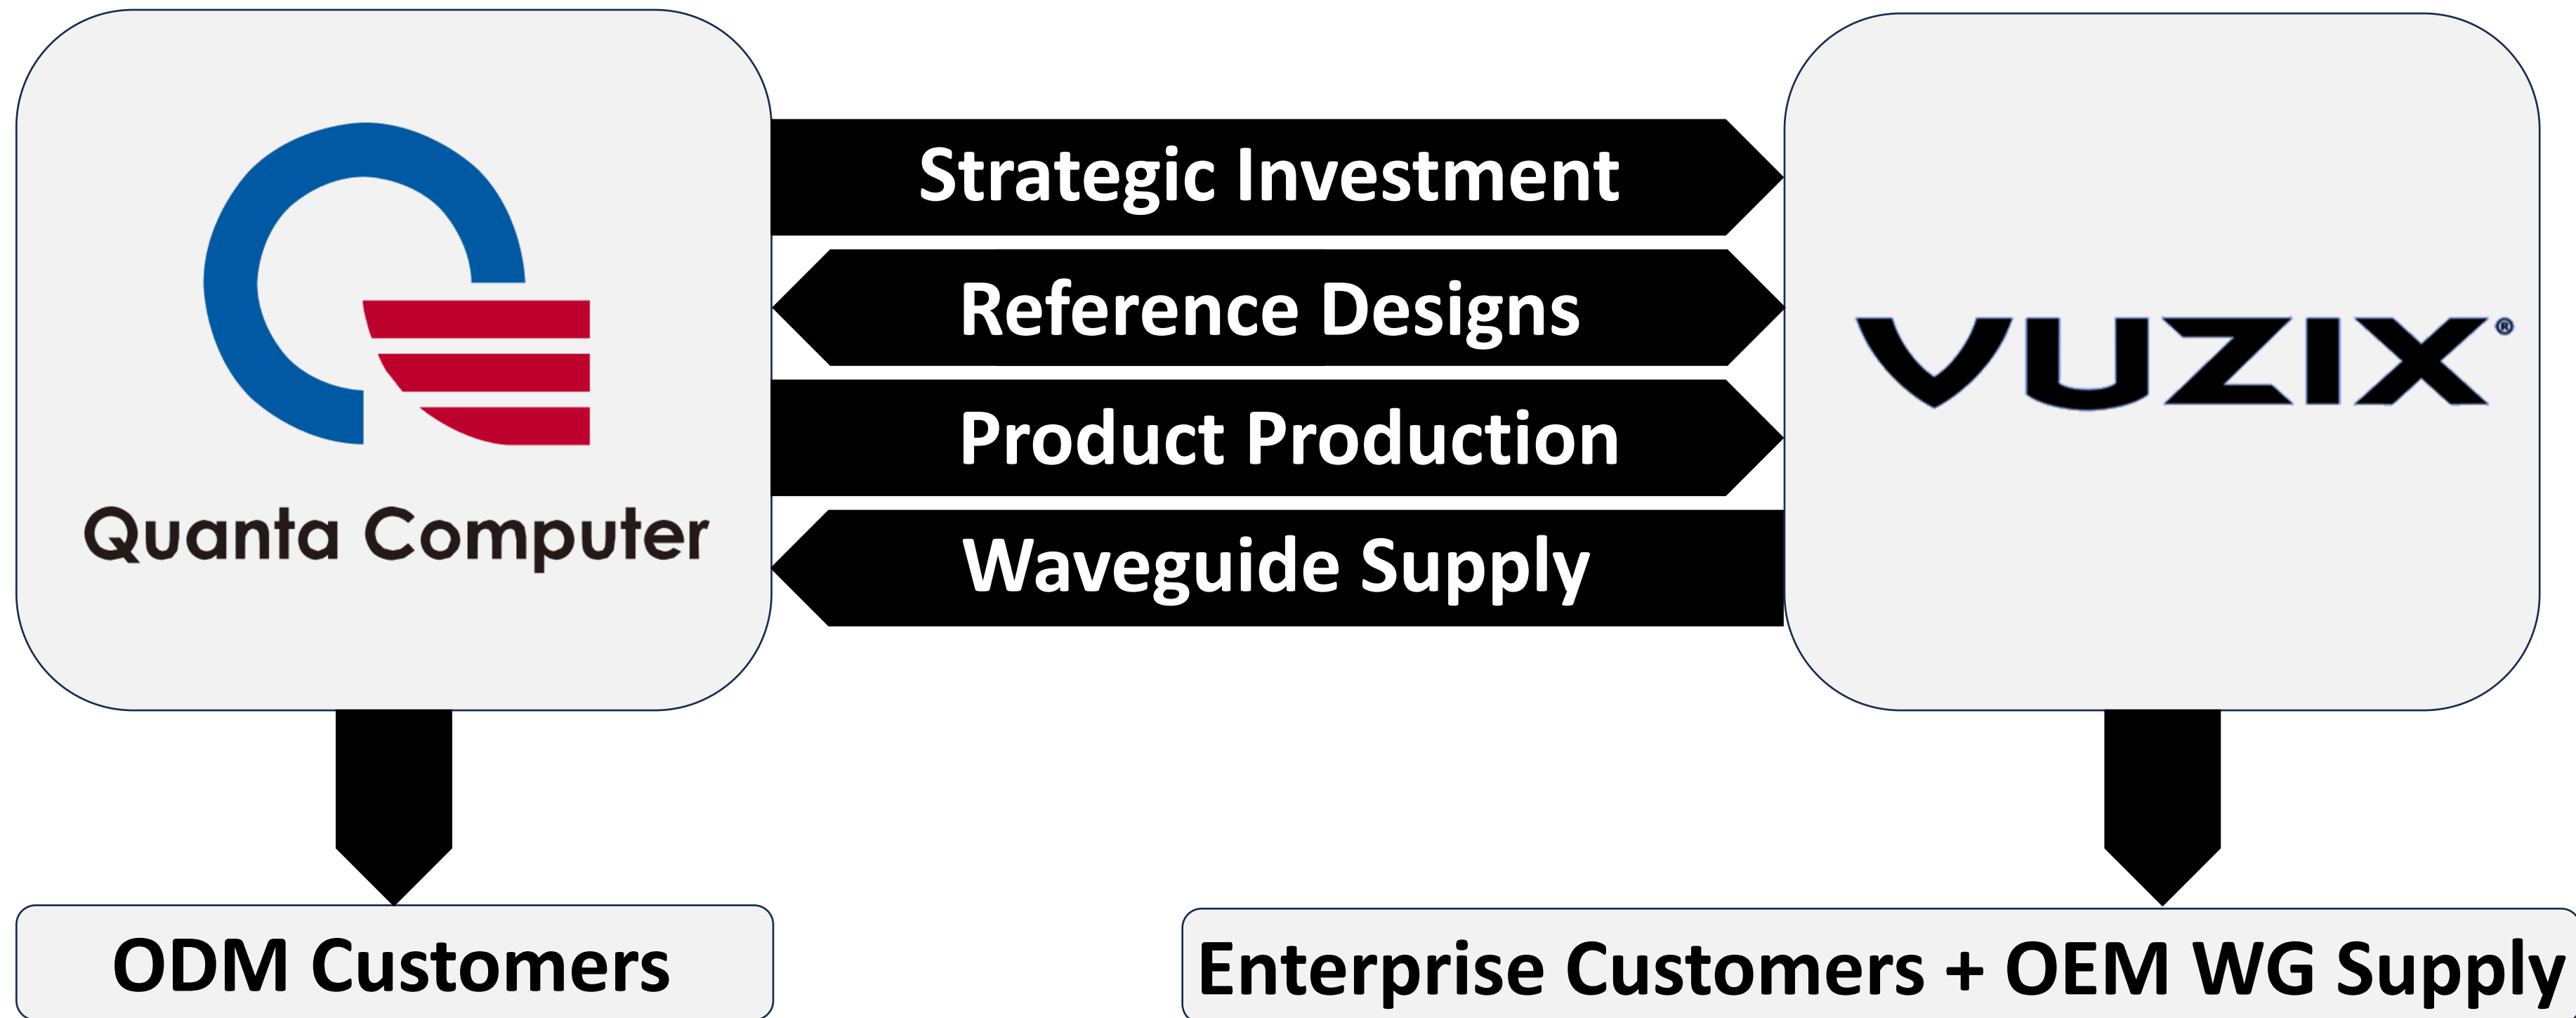 Strategic Investment
Reference Designs
Product Production
Waveguide Supply
Quanta Computer
VUZIX®
ODM Customers
Enterprise Customers + OEM WG Supply